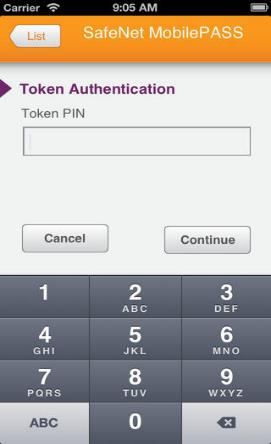 Carrier 9:05 AM
List SafeNet MobilePASS
Token Authentication
Token PIN
Cancel Continue
1 2 3
ABC DEF
4 5 6
GHI JKL MNO
7 8 9
PQRS TUV WXYZ
ABC 0